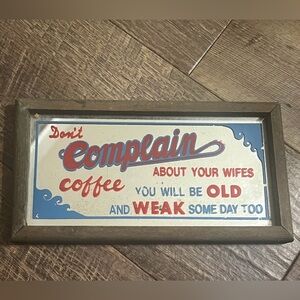 Don't
Complain
ABOUT YOUR WIFES
coffee
YOU WILL BE OLD
AND WEAK SOME DAY TOO